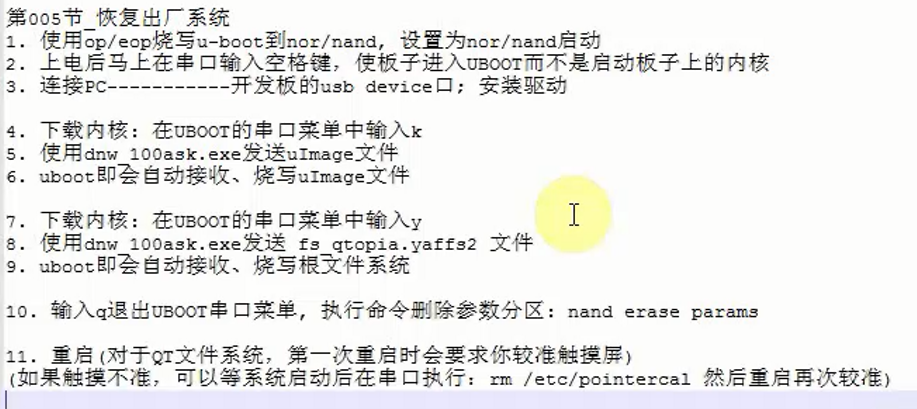 第005节_恢复出厂系统
1. 使用op/eop烧写u-boot到nor/nand, 设置为nor/nand启动
2. 上电后马上在串口输入空格键, 使板子进入UBOOT而不是启动板子上的内核
3. 连接PC-----------开发板的usb device口; 安装驱动
4. 下载内核: 在UBOOT的串口菜单中输入k
5. 使用dnw_100ask.exe发送uImage文件
6. uboot即会自动接收、烧写uImage文件
7. 下载内核: 在UBOOT的串口菜单中输入y
8. 使用dnw_100ask.exe发送 fs_qtopia.yaffs2 文件
9. uboot即会自动接收、烧写根文件系统
10. 输入q退出UBOOT串口菜单, 执行命令删除参数分区: nand erase params
11. 重启(对于QT文件系统, 第一次重启时会要求你较准触摸屏)
(如果触摸不准, 可以等系统启动后在串口执行: rm /etc/pointercal 然后重启再次较准)